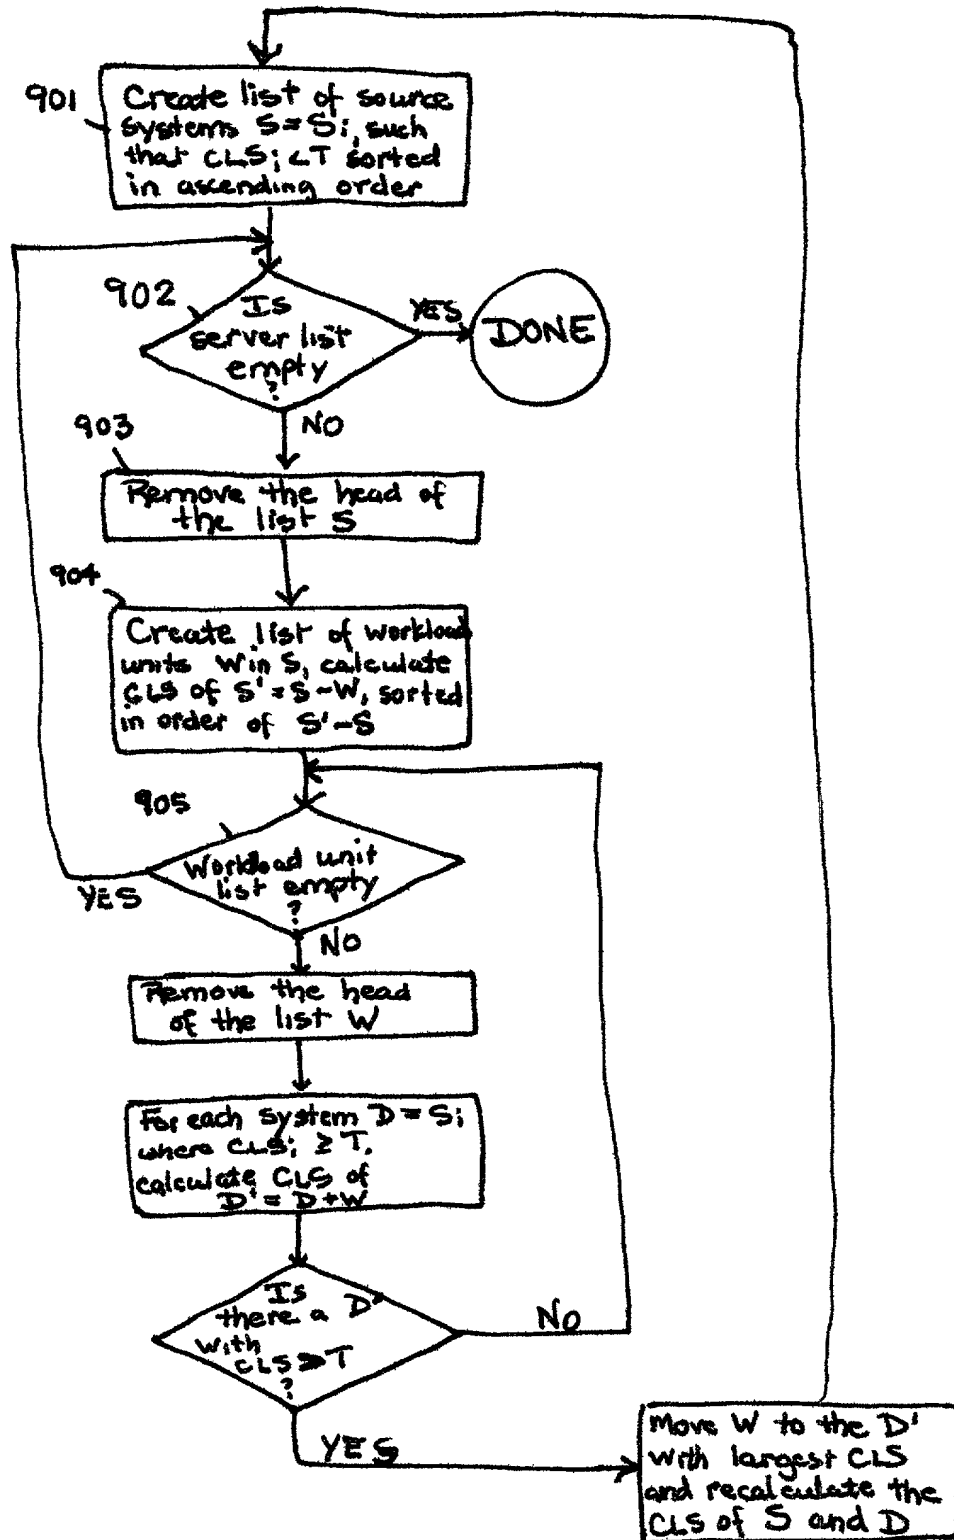 901
Create list of source
systems S=Si, such
that CLSi<T sorted
in ascending order
902
Is
server list
empty
?
YES
DONE
NO
903
Remove the head of
the list S
904
Create list of workload
units W in S, calculate
CLS of S'=S-W, sorted
in order of S'-S
905
Workload unit
list empty
?
YES
NO
Remove the head
of the list W
For each system D=Si
where CLSi ≥ T,
calculate CLS of
D'=D+W
Is
there a D'
with
CLS ≥ T
?
NO
YES
Move W to the D'
with largest CLS
and recalculate the
CLS of S and D